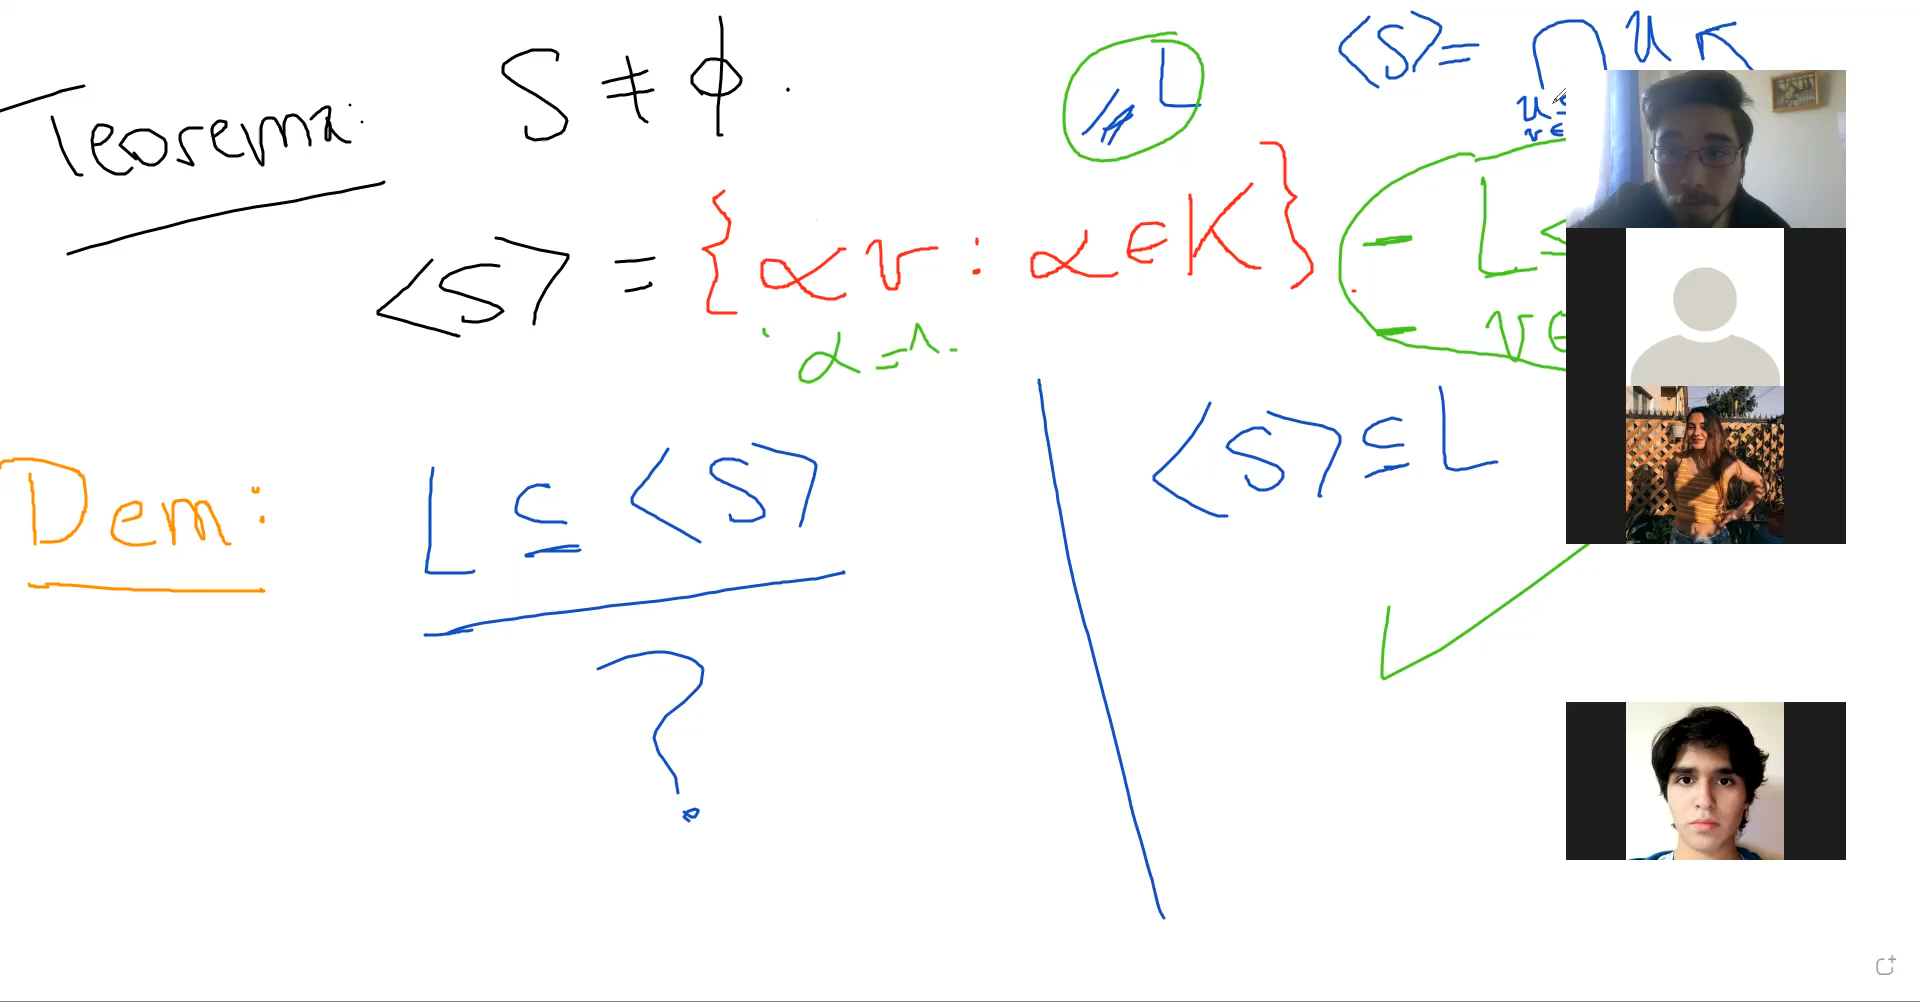 Teorema: S ≠ ϕ.
<S> = ⋂ U
U ≤
v ∈
// L
<S> = {αv : α ∈ K}.
α = 1.
- L ≤
- v ∈
Dem: L ⊆ <S>
<S> ⊆ L
?